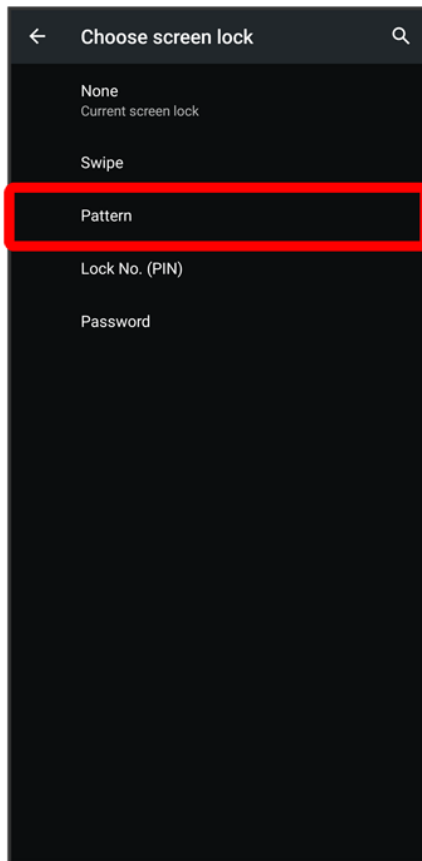 Choose screen lock
None
Current screen lock
Swipe
Pattern
Lock No. (PIN)
Password